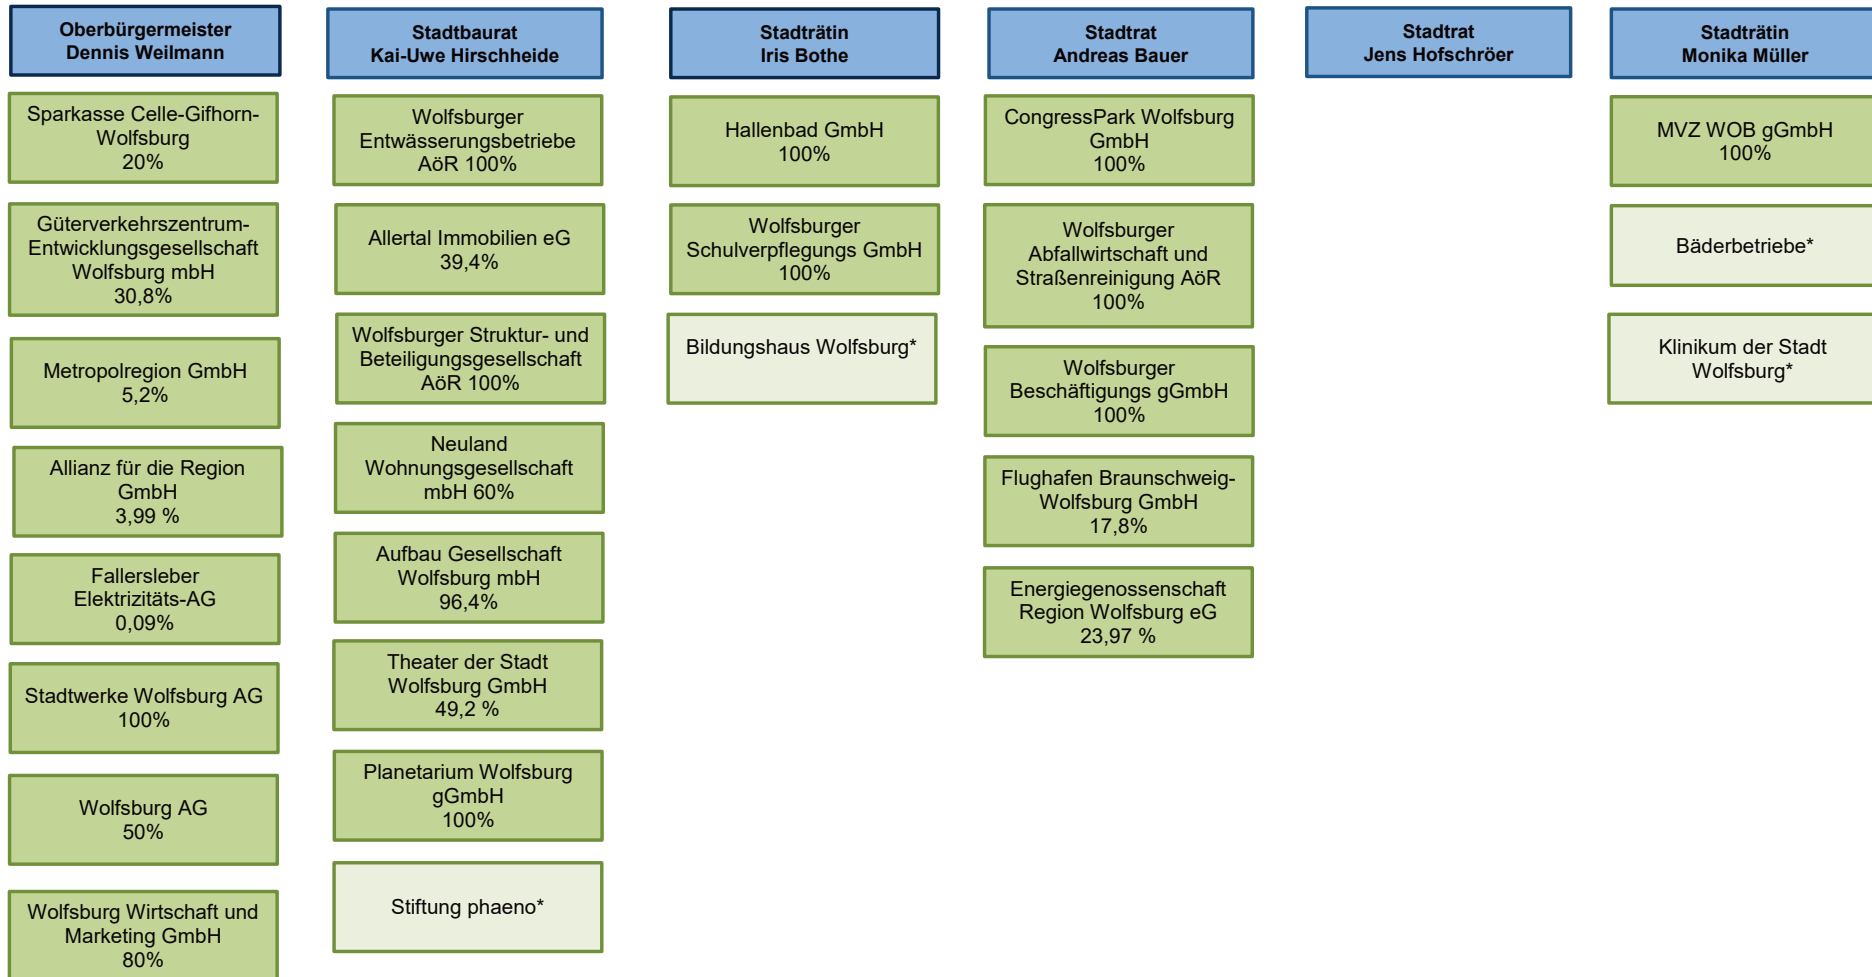 Oberbürgermeister
Dennis Weilmann
Sparkasse Celle-Gifhorn-
Wolfsburg
20%
Güterverkehrszentrum-
Entwicklungsgesellschaft
Wolfsburg mbH
30,8%
Metropolregion GmbH
5,2%
Allianz für die Region
GmbH
3,99 %
Fallersleber
Elektrizitäts-AG
0,09%
Stadtwerke Wolfsburg AG
100%
Wolfsburg AG
50%
Wolfsburg Wirtschaft und
Marketing GmbH
80%
Stadtbaurat
Kai-Uwe Hirschheide
Wolfsburger
Entwässerungsbetriebe
AöR 100%
Allertal Immobilien eG
39,4%
Wolfsburger Struktur- und
Beteiligungsgesellschaft
AöR 100%
Neuland
Wohnungsgesellschaft
mbH 60%
Aufbau Gesellschaft
Wolfsburg mbH
96,4%
Theater der Stadt
Wolfsburg GmbH
49,2 %
Planetarium Wolfsburg
gGmbH
100%
Stiftung phaeno*
Stadträtin
Iris Bothe
Hallenbad GmbH
100%
Wolfsburger
Schulverpflegungs GmbH
100%
Bildungshaus Wolfsburg*
Stadtrat
Andreas Bauer
CongressPark Wolfsburg
GmbH
100%
Wolfsburger
Abfallwirtschaft und
Straßenreinigung AöR
100%
Wolfsburger
Beschäftigungs gGmbH
100%
Flughafen Braunschweig-
Wolfsburg GmbH
17,8%
Energiegenossenschaft
Region Wolfsburg eG
23,97 %
Stadtrat
Jens Hofschröer
Stadträtin
Monika Müller
MVZ WOB gGmbH
100%
Bäderbetriebe*
Klinikum der Stadt
Wolfsburg*